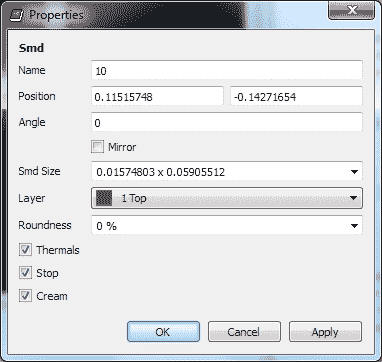 Properties
Smd
Name 10
Position 0.11515748 -0.14271654
Angle 0
Mirror
Smd Size 0.01574803 x 0.05905512
Layer 1 Top
Roundness 0 %
Thermals
Stop
Cream
OK Cancel Apply